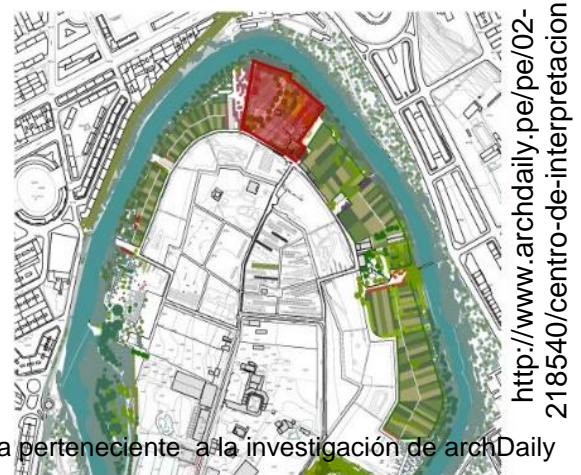 http://www.archdaily.pe/pe/02-
218540/centro-de-interpretacion
a perteneciente a la investigación de archDaily